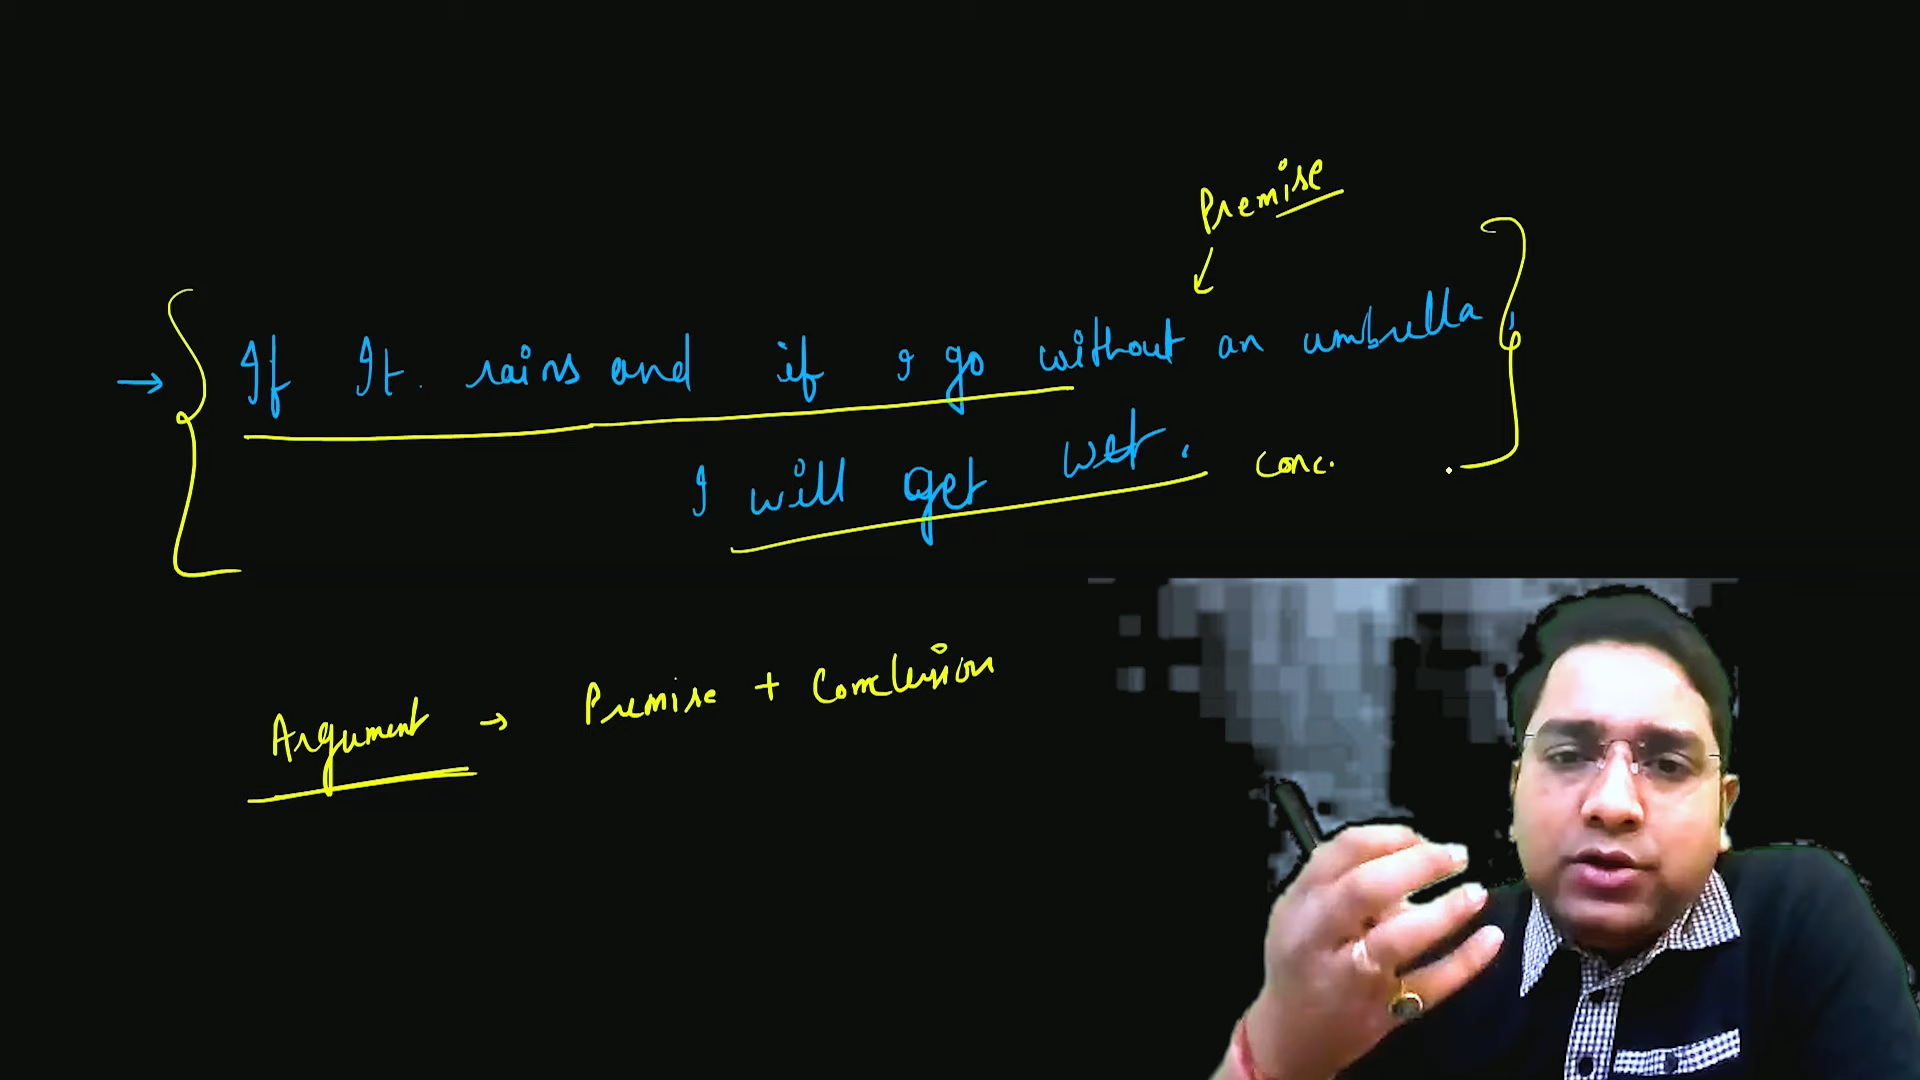 Premise
If It. rains and if I go without an umbrella,
I will get wet. conc.
Argument → Premise + Conclusion